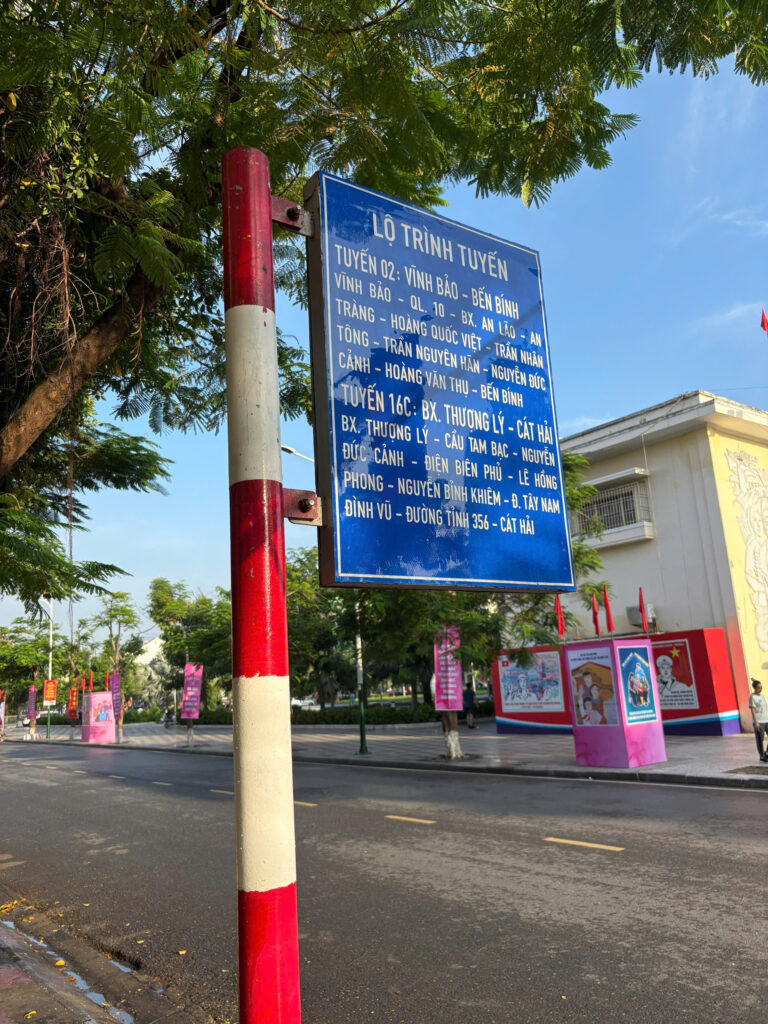 LỘ TRÌNH TUYẾN
TUYẾN 02: VĨNH BẢO - BẾN BÍNH
VĨNH BẢO - QL. 10 - BX. AN LÃO - AN
TRÀNG - HOÀNG QUỐC VIỆT - TRẦN NHÂN
TÔNG - TRẦN NGUYÊN HÃN - NGUYỄN ĐỨC
CẢNH - HOÀNG VĂN THỤ - BẾN BÍNH
TUYẾN 16C: BX. THƯỢNG LÝ - CÁT HẢI
BX. THƯỢNG LÝ - CẦU TAM BẠC - NGUYỄN
ĐỨC CẢNH - ĐIỆN BIÊN PHỦ - LÊ HỒNG
PHONG - NGUYỄN BỈNH KHIÊM - Đ. TÂY NAM
ĐÌNH VŨ - ĐƯỜNG TỈNH 356 - CÁT HẢI